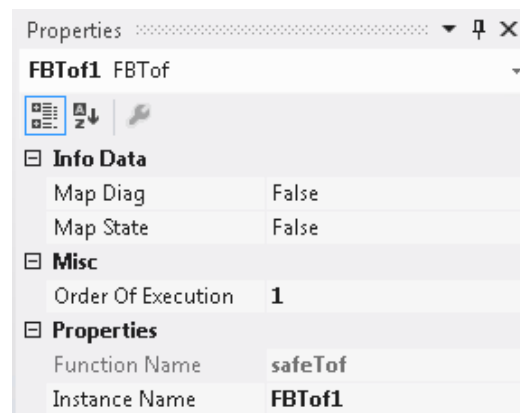 Properties
FBTof1 FBTof
Info Data
Map Diag False
Map State False
Misc
Order Of Execution 1
Properties
Function Name safeTof
Instance Name FBTof1